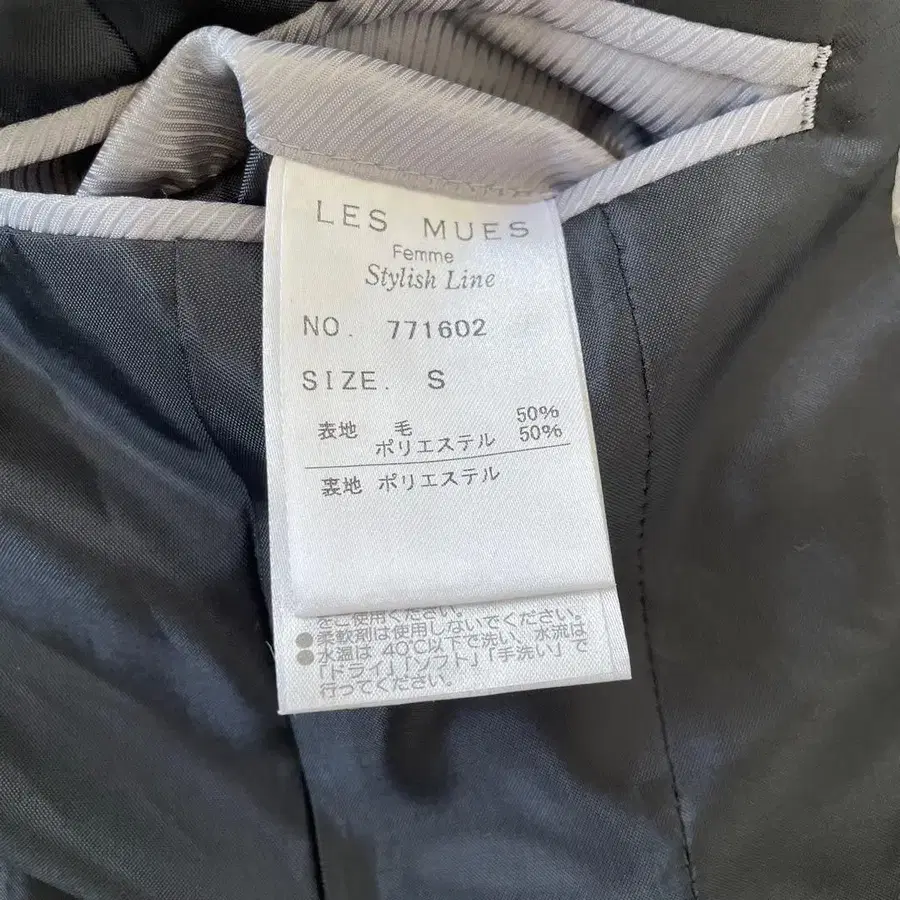 LES MUES
Femme
Stylish Line
NO. 771602
SIZE. S
表地 毛 50%
ポリエステル 50%
裏地 ポリエステル
をご使用ください。
●柔軟剤は使用しないでください。
●水温は 40℃以下で洗い、水流は
「ドライ」「ソフト」「手洗い」で
行ってください。